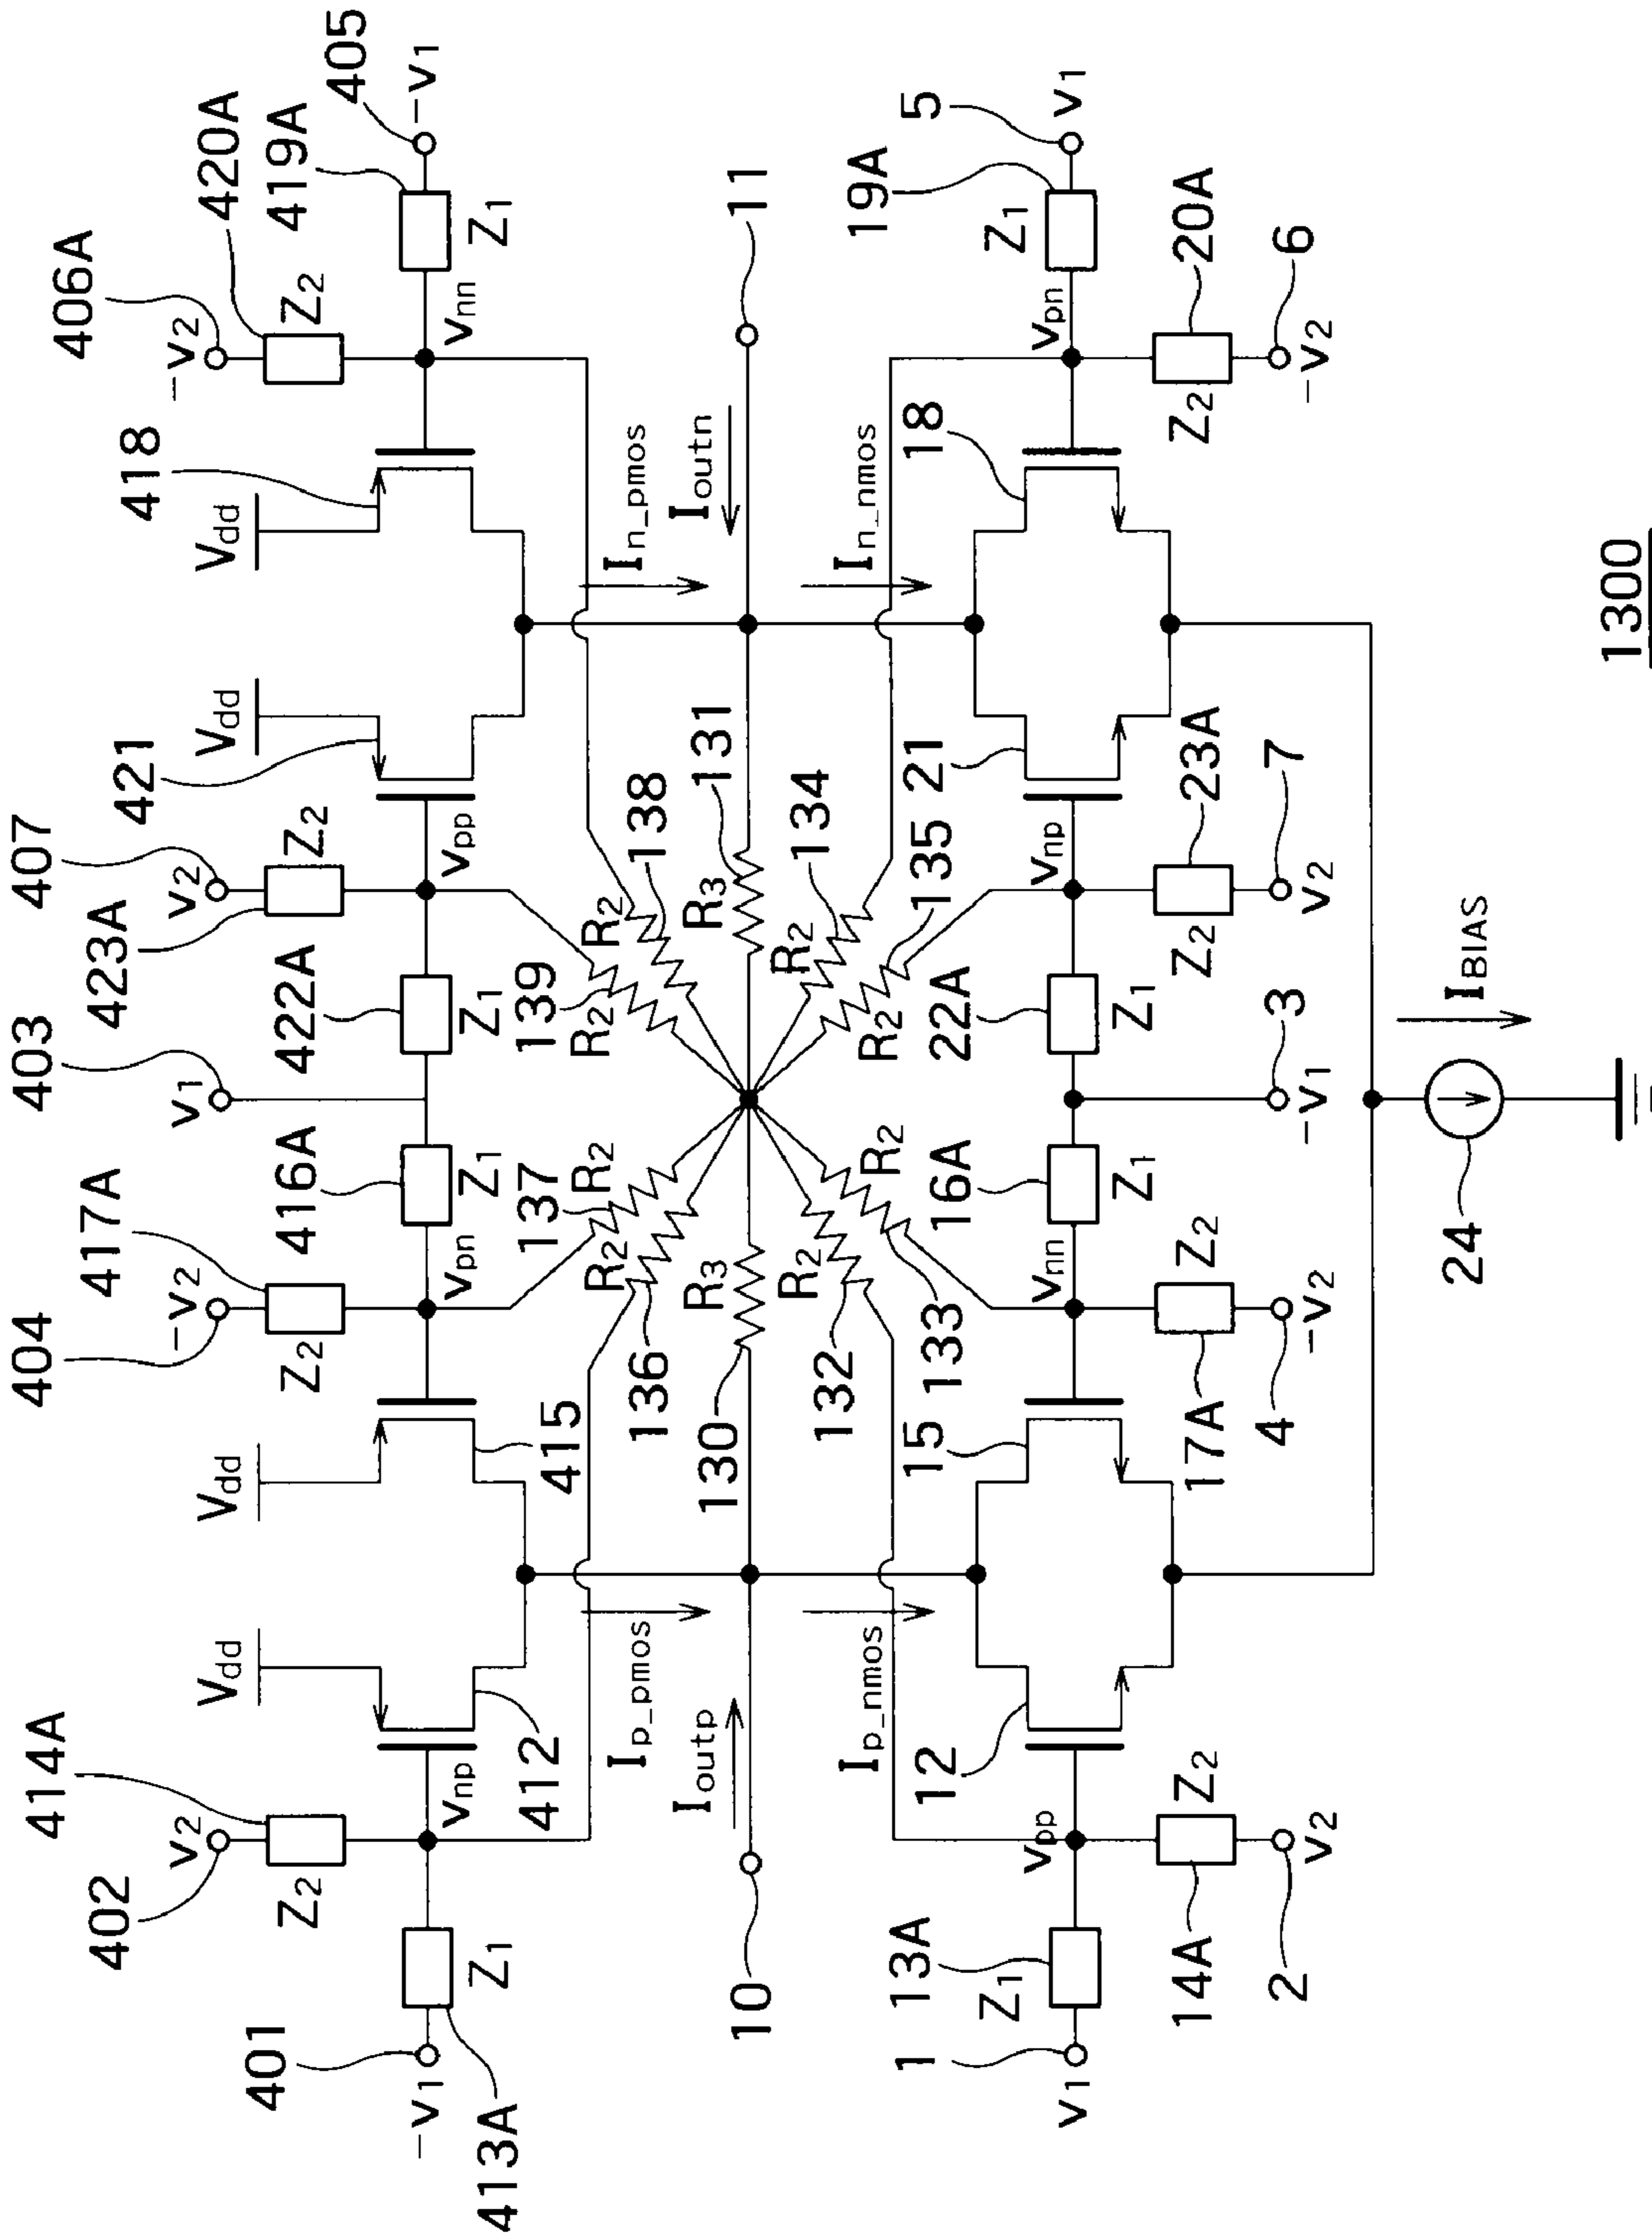 402
414A
404
417A
403
423A
407
406A
420A
v2
-v2
v1
v2
-v2
419A
405
401
Z2
Vdd
Vdd
Z2
416A
422A
Z2
Vdd
421
Vdd
418
Z2
-v1
-v1
413A
Z1
vnp
412
415
vpn
Z1
Z1
vpp
vnn
Z1
R2
137
R2
136
139
R2
R2
138
Ip_pmos
In_pmos
10
Ioutp
130
R3
R3
131
Ioutn
11
Ip_nmos
132
R2
R2
133
R2
134
R2
135
In_nmos
1
v1
13A
Z1
vpp
12
15
vnn
16A
Z1
22A
Z1
vnp
21
18
vpn
Z1
19A
5
v1
14A
Z2
17A
Z2
Z2
23A
Z2
20A
2
v2
4
-v2
-v1
3
v2
7
-v2
6
24
IBIAS
1300